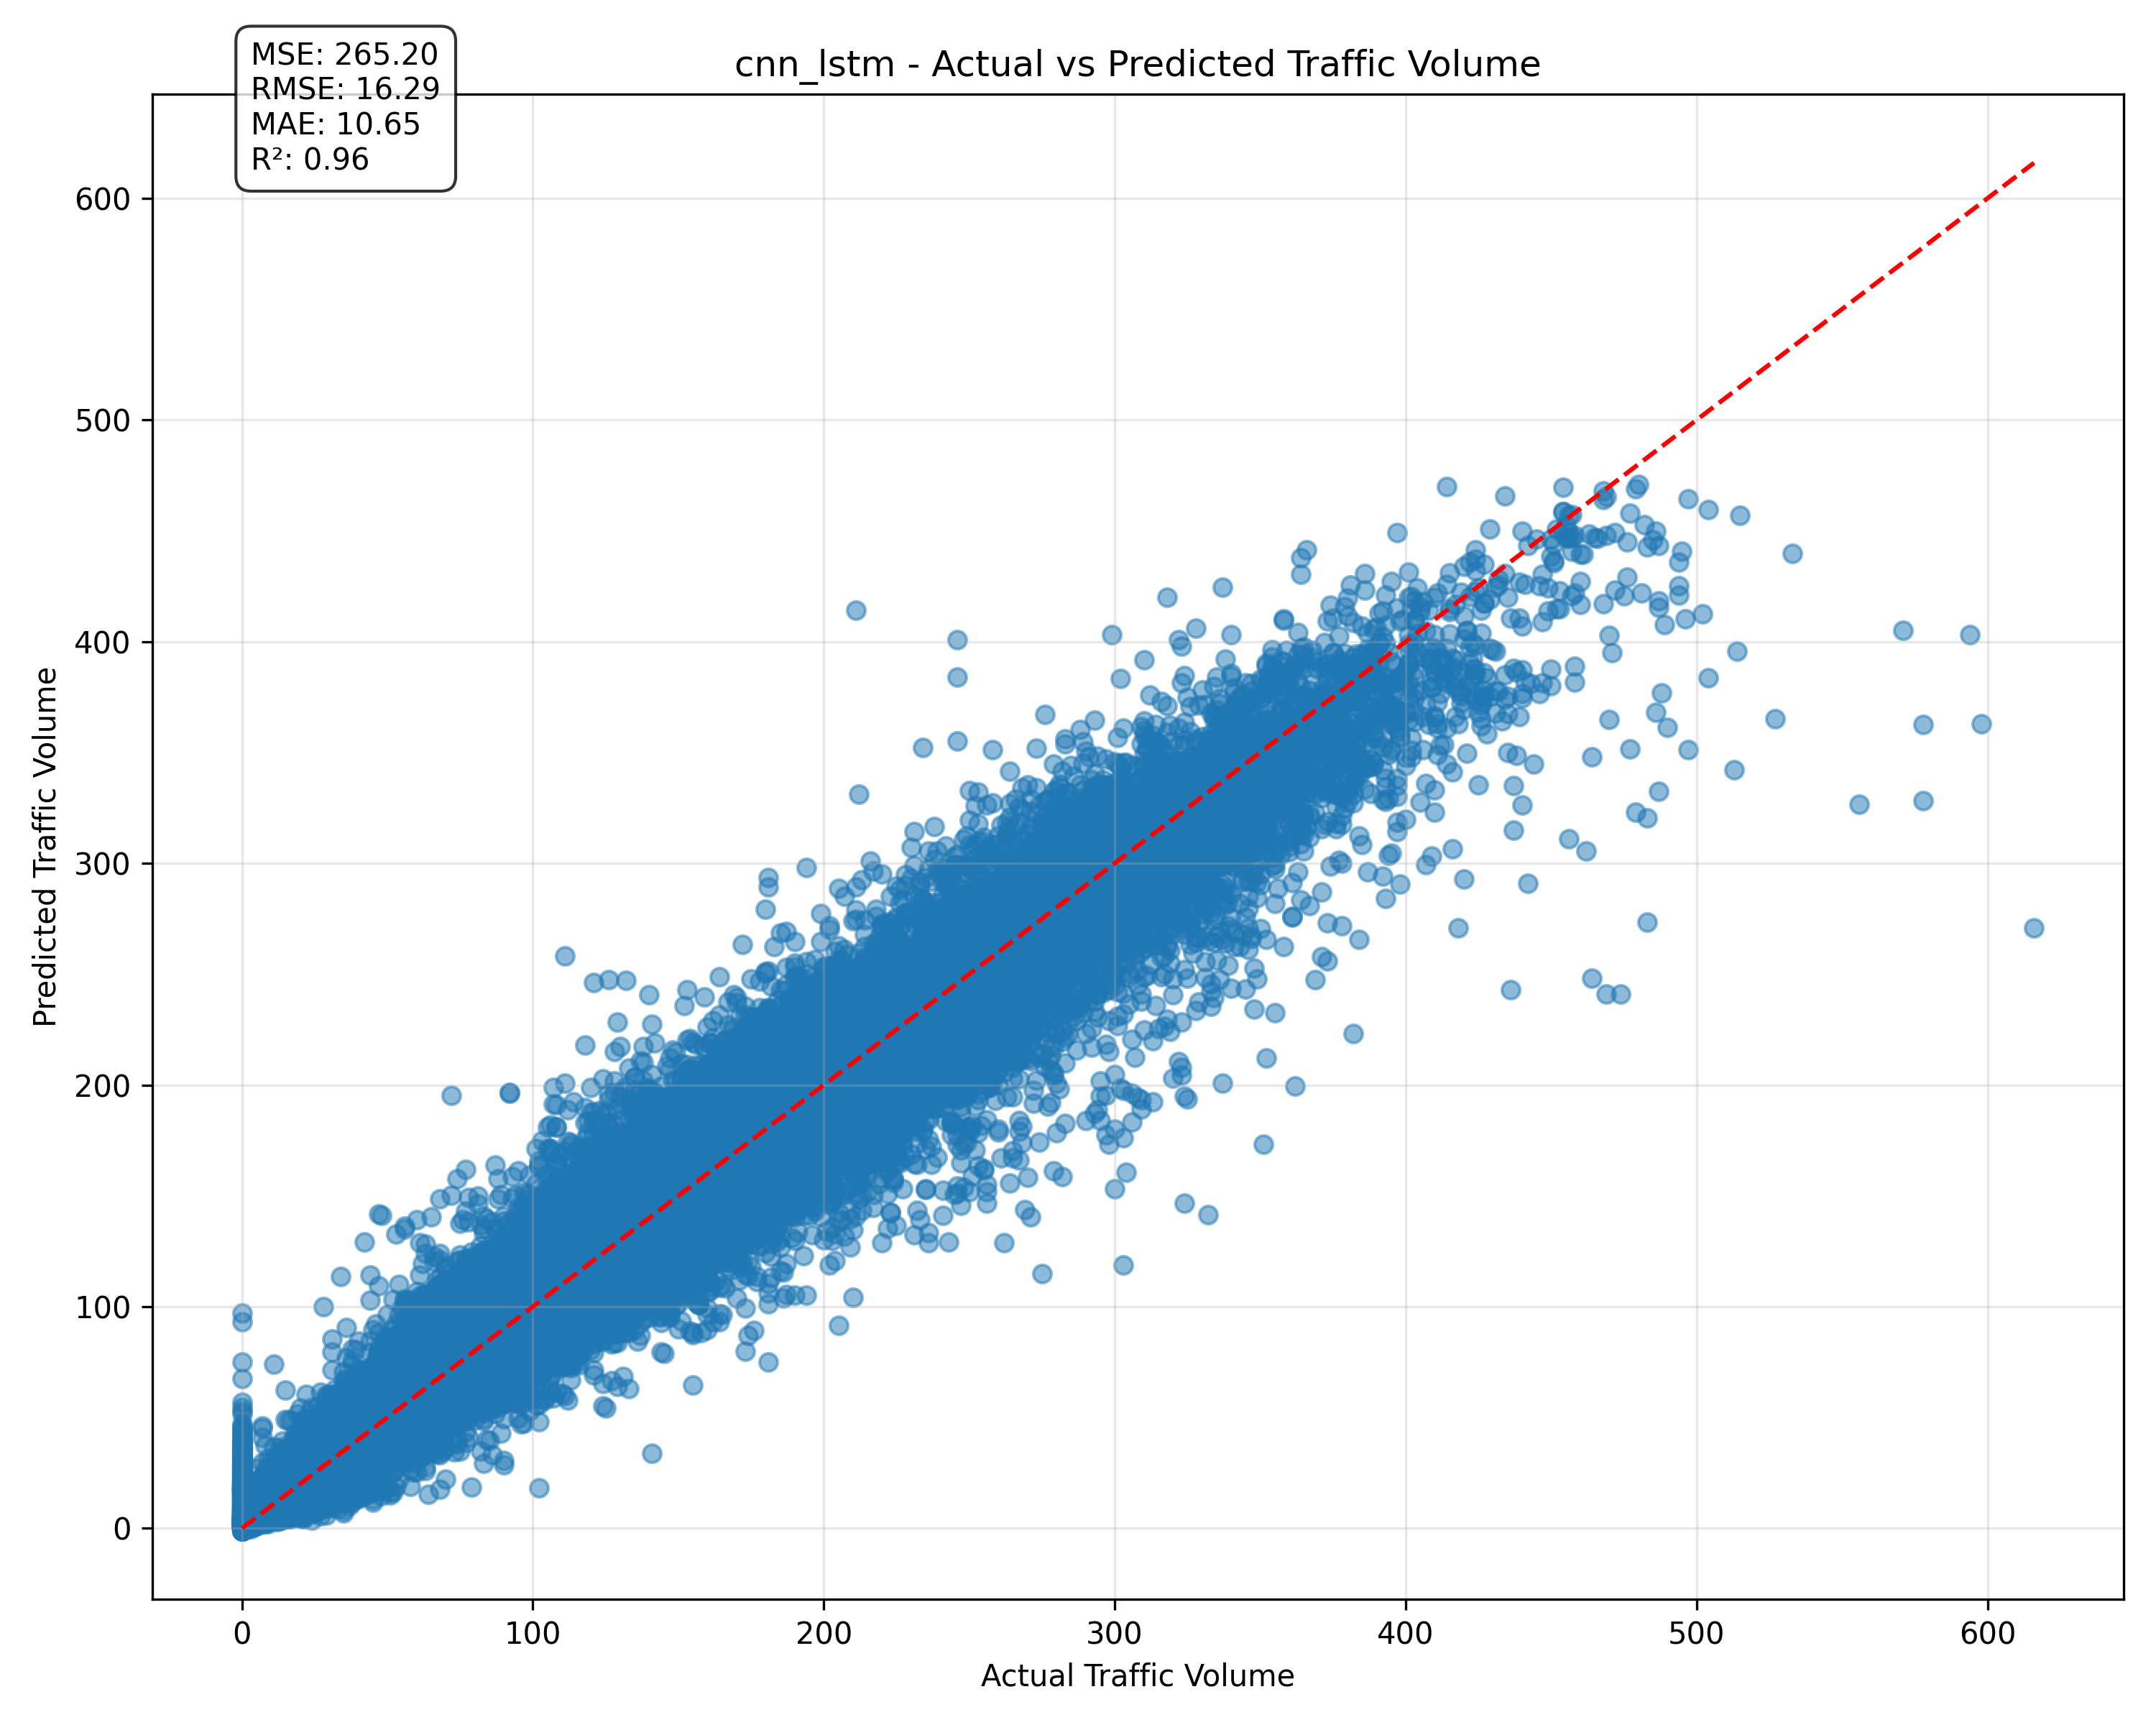 MSE: 265.20
RMSE: 16.29
MAE: 10.65
R²: 0.96
cnn_lstm - Actual vs Predicted Traffic Volume
Predicted Traffic Volume
600
500
400
300
200
100
0
0 100 200 300 400 500 600
Actual Traffic Volume